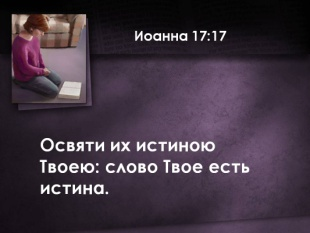 Иоанна 17:17
Освяти их истиною
Твоею: слово Твое есть
истина.